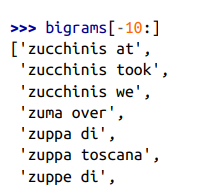 >>> bigrams[-10:]
['zucchinis at',
 'zucchinis took',
 'zucchinis we',
 'zuma over',
 'zuppa di',
 'zuppa toscana',
 'zuppe di',